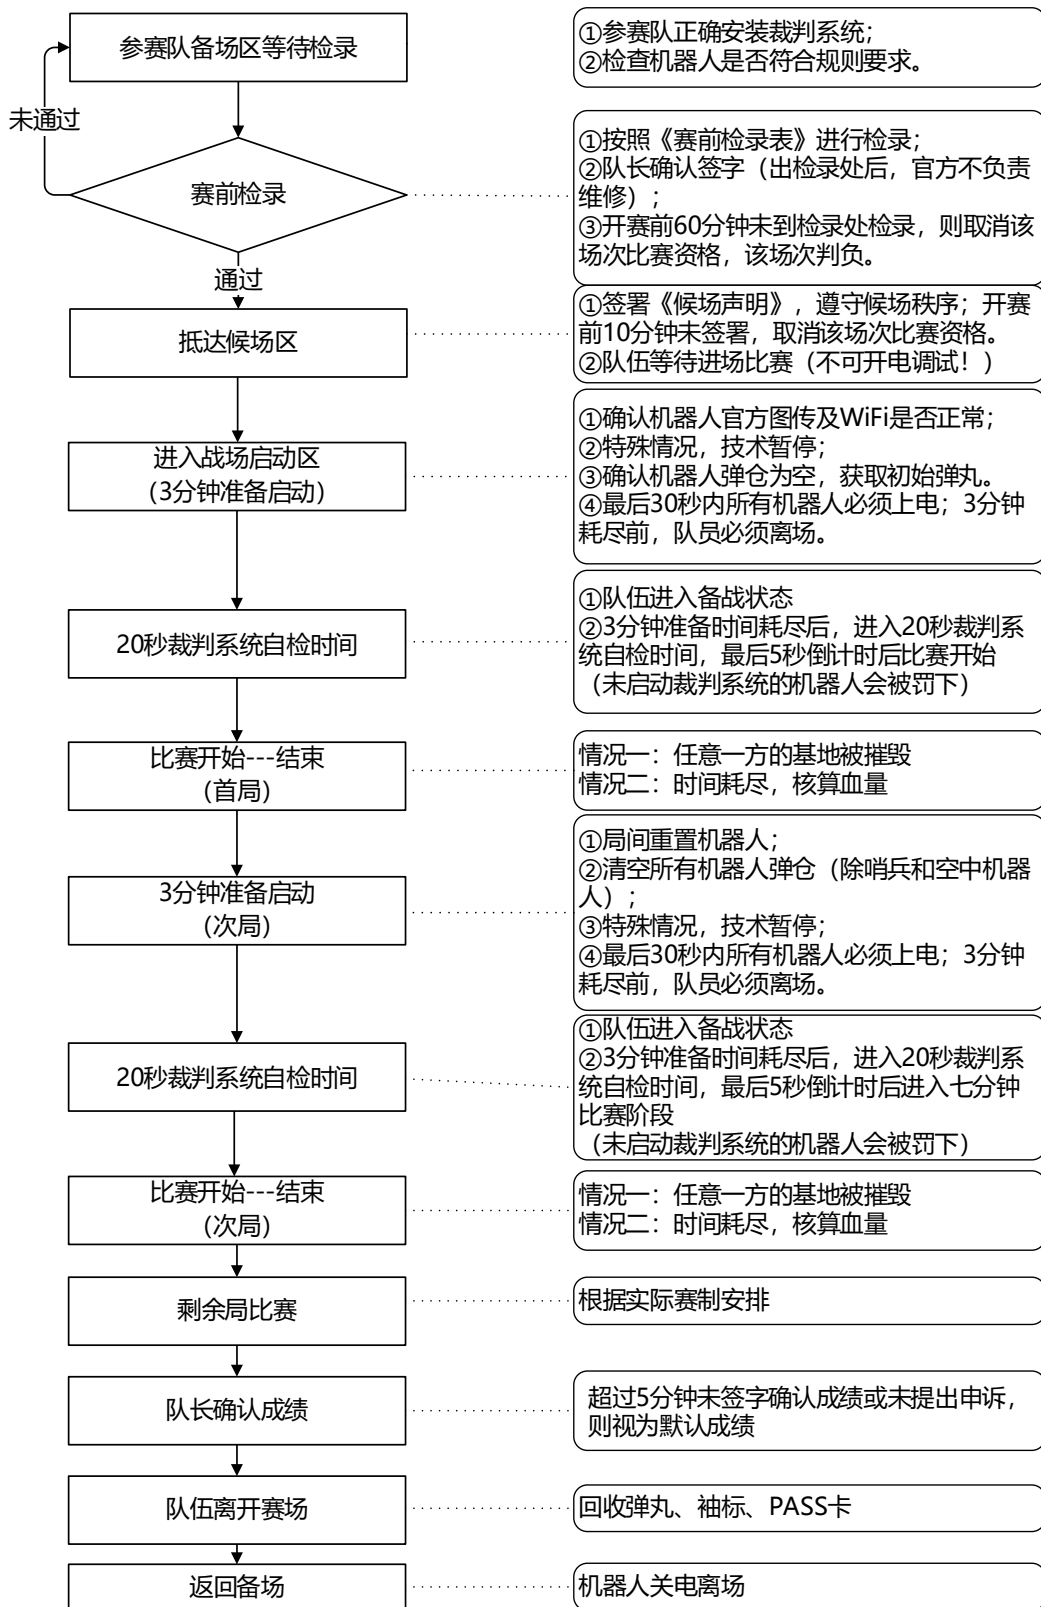 参赛队备场区等待检录
①参赛队正确安装裁判系统；
②检查机器人是否符合规则要求。
未通过
赛前检录
①按照《赛前检录表》进行检录；
②队长确认签字（出检录处后，官方不负责
维修）；
③开赛前60分钟未到检录处检录，则取消该
场次比赛资格，该场次判负。
通过
抵达候场区
①签署《候场声明》，遵守候场秩序；开赛
前10分钟未签署，取消该场次比赛资格。
②队伍等待进场比赛（不可开电调试！）
进入战场启动区
（3分钟准备启动）
①确认机器人官方图传及WiFi是否正常；
②特殊情况，技术暂停；
③确认机器人弹仓为空，获取初始弹丸。
④最后30秒内所有机器人必须上电；3分钟
耗尽前，队员必须离场。
20秒裁判系统自检时间
①队伍进入备战状态
②3分钟准备时间耗尽后，进入20秒裁判系
统自检时间，最后5秒倒计时后比赛开始
（未启动裁判系统的机器人会被罚下）
比赛开始---结束
（首局）
情况一：任意一方的基地被摧毁
情况二：时间耗尽，核算血量
3分钟准备启动
（次局）
①局间重置机器人；
②清空所有机器人弹仓（除哨兵和空中机器
人）；
③特殊情况，技术暂停；
④最后30秒内所有机器人必须上电；3分钟
耗尽前，队员必须离场。
20秒裁判系统自检时间
①队伍进入备战状态
②3分钟准备时间耗尽后，进入20秒裁判系
统自检时间，最后5秒倒计时后进入七分钟
比赛阶段
（未启动裁判系统的机器人会被罚下）
比赛开始---结束
（次局）
情况一：任意一方的基地被摧毁
情况二：时间耗尽，核算血量
剩余局比赛
根据实际赛制安排
队长确认成绩
超过5分钟未签字确认成绩或未提出申诉，
则视为默认成绩
队伍离开赛场
回收弹丸、袖标、PASS卡
返回备场
机器人关电离场